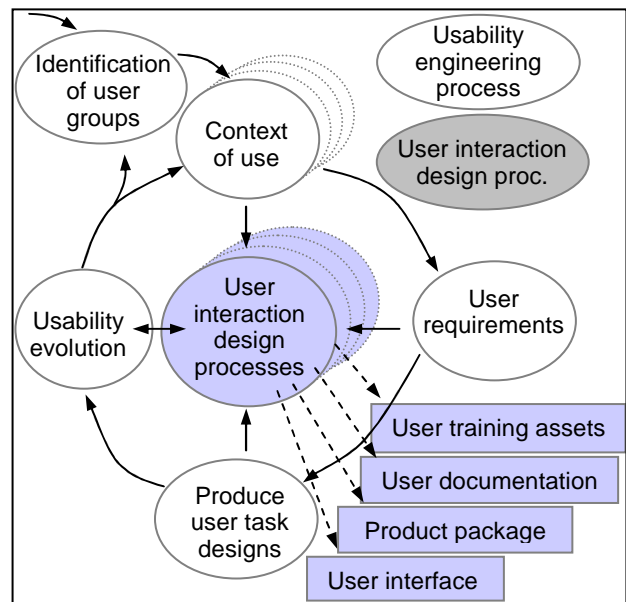 Identification
of user
groups
Context
of use
Usability
engineering
process
User interaction
design proc.
User
interaction
design
processes
User
requirements
Usability
evolution
Produce
user task
designs
User training assets
User documentation
Product package
User interface